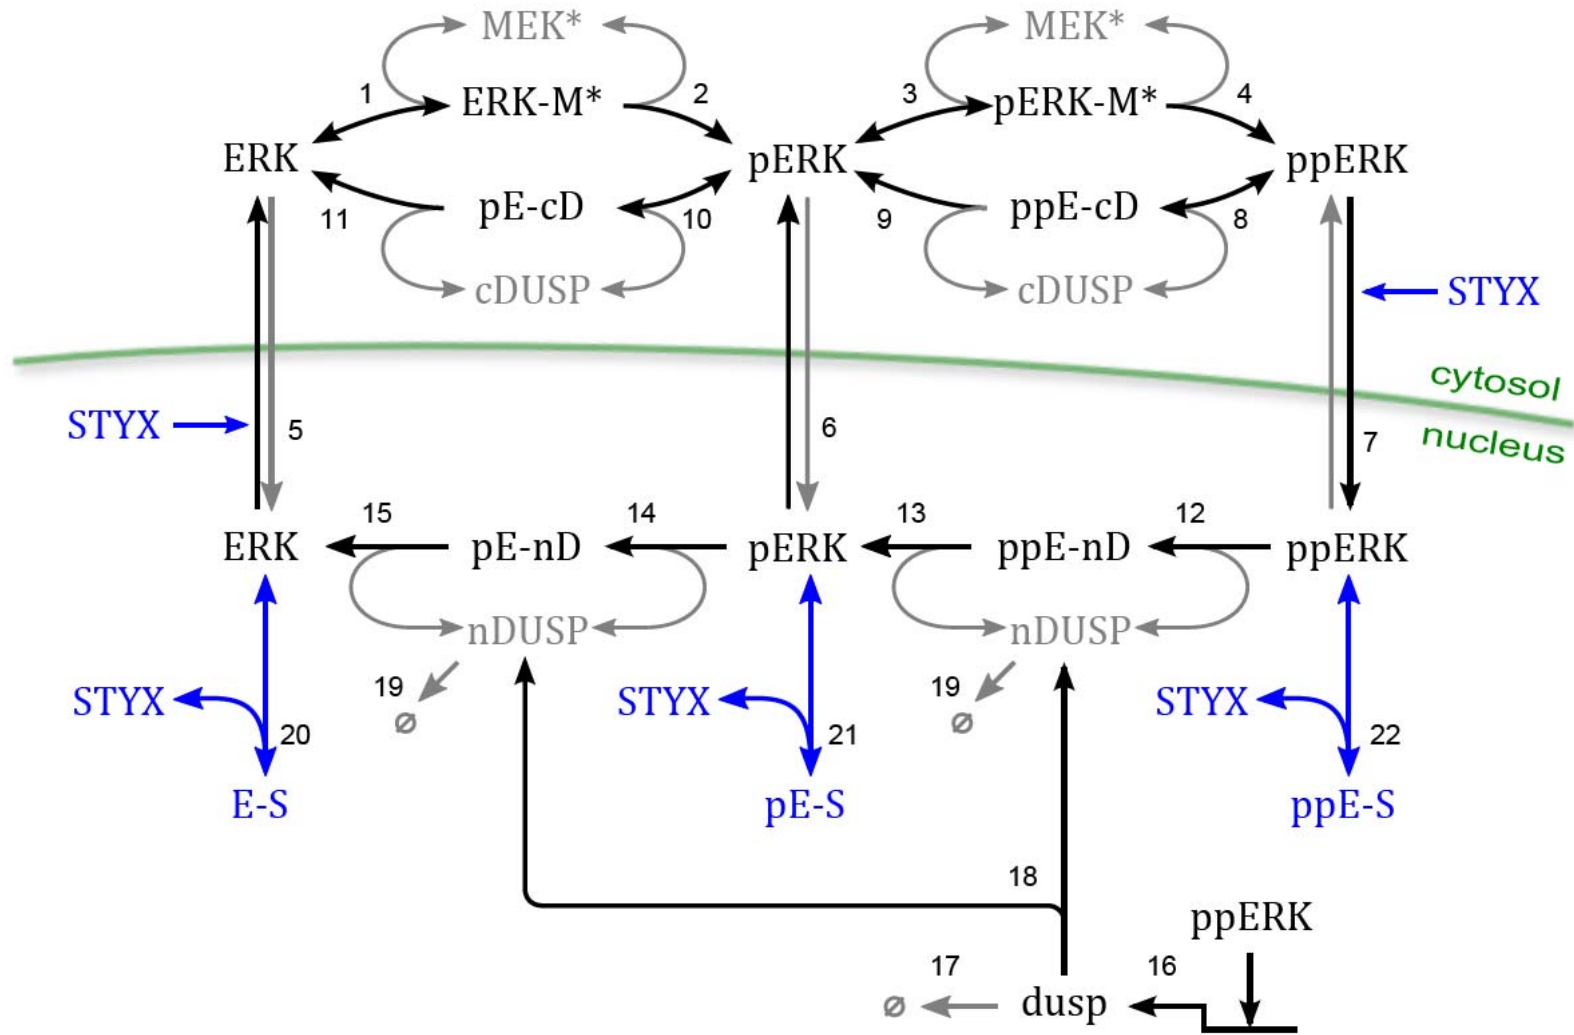 MEK* MEK*
1 ERK-M* 2 3 pERK-M* 4
ERK pERK ppERK
11 pE-cD 10 9 ppE-cD 8
cDUSP cDUSP STYX
cytosol
STYX 5 6 7 nucleus
15 14 13 12
ERK pE-nD pERK ppE-nD ppERK
nDUSP nDUSP
19 19
STYX ø STYX ø STYX
20 21 22
E-S pE-S ppE-S
18
ppERK
17 16
ø dusp